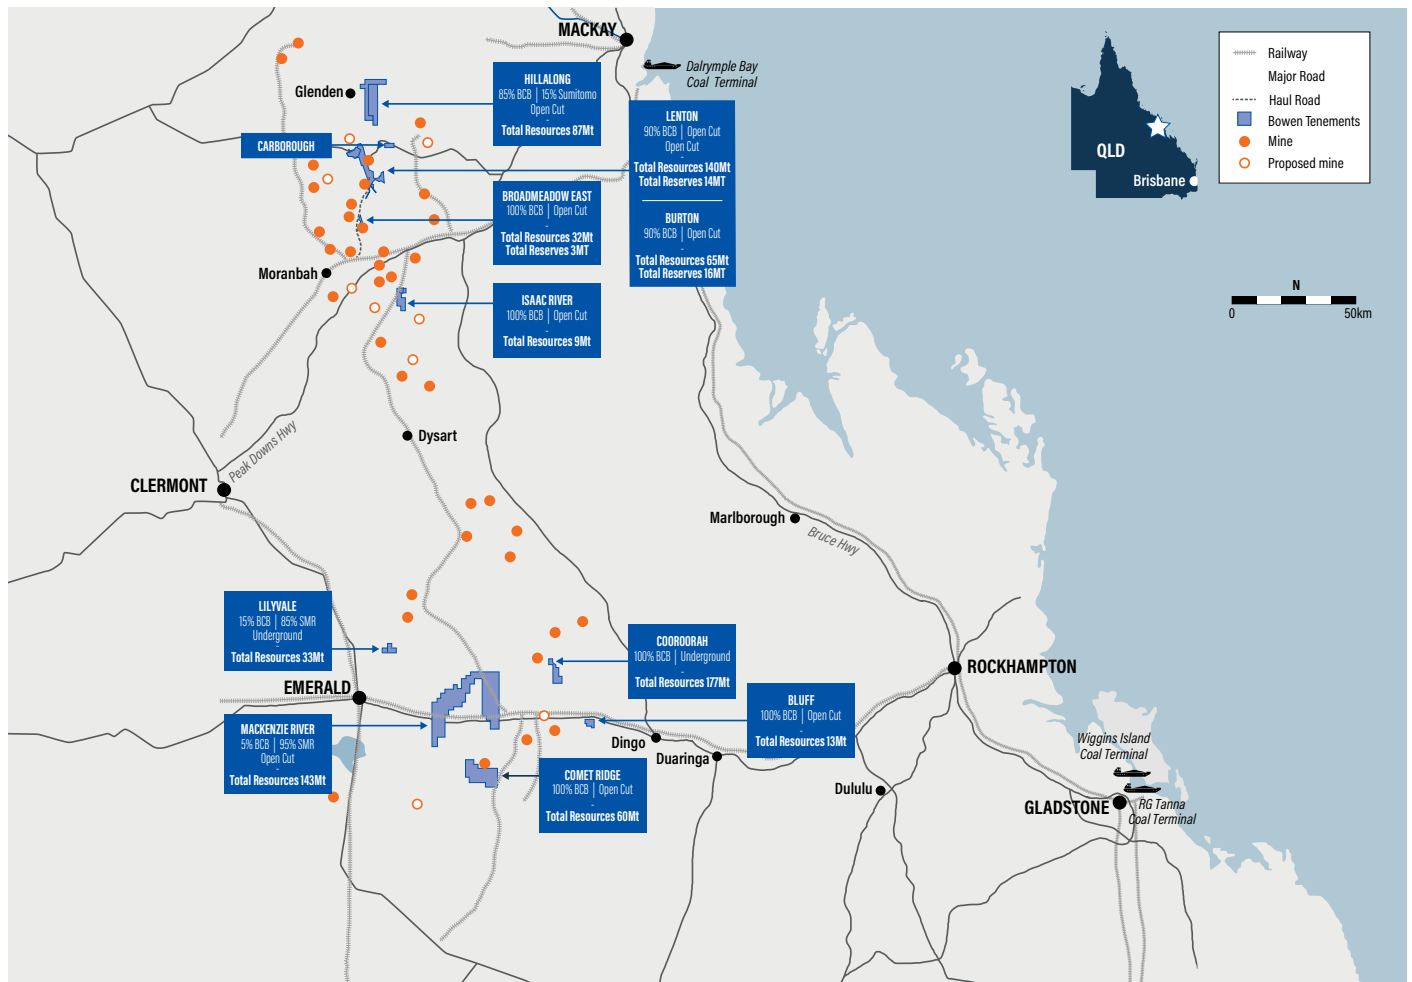 MACKAY
Dalrymple Bay
Coal Terminal
Glenden
HILLALONG
85% BCB | 15% Sumitomo
Open Cut
-
Total Resources 87Mt
CARBOROUGH
LENTON
90% BCB | Open Cut
Open Cut
-
Total Resources 140Mt
Total Reserves 14MT
BURTON
90% BCB | Open Cut
-
Total Resources 65Mt
Total Reserves 16MT
BROADMEADOW EAST
100% BCB | Open Cut
-
Total Resources 32Mt
Total Reserves 3MT
Moranbah
ISAAC RIVER
100% BCB | Open Cut
-
Total Resources 9Mt
QLD
Brisbane
Railway
Major Road
Haul Road
Bowen Tenements
Mine
Proposed mine
N
0
50km
Dysart
Peak Downs Hwy
CLERMONT
Marlborough
Bruce Hwy
LILYVALE
15% BCB | 85% SMR
Underground
-
Total Resources 33Mt
COOROORAH
100% BCB | Underground
-
Total Resources 177Mt
ROCKHAMPTON
EMERALD
MACKENZIE RIVER
5% BCB | 95% SMR
Open Cut
-
Total Resources 143Mt
BLUFF
100% BCB | Open Cut
-
Total Resources 13Mt
Dingo
Duaringa
COMET RIDGE
100% BCB | Open Cut
-
Total Resources 60Mt
Dululu
Wiggins Island
Coal Terminal
GLADSTONE
RG Tanna
Coal Terminal